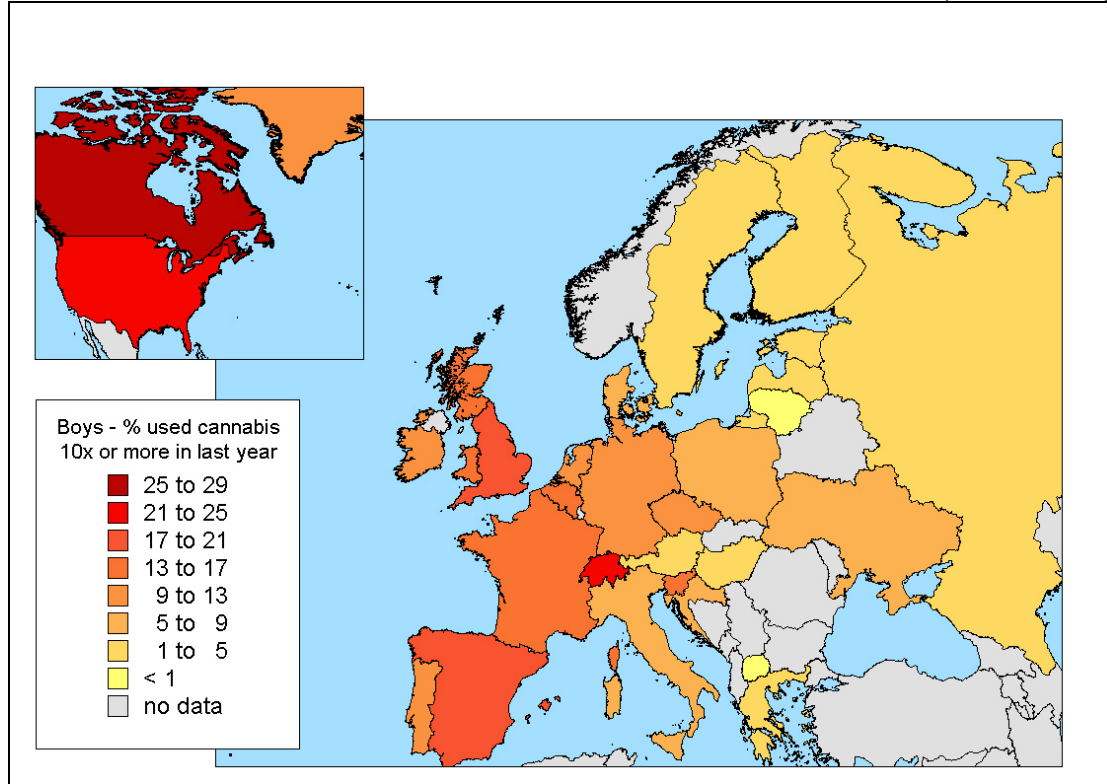 Boys - % used cannabis
10x or more in last year
25 to 29
21 to 25
17 to 21
13 to 17
9 to 13
5 to 9
1 to 5
< 1
no data